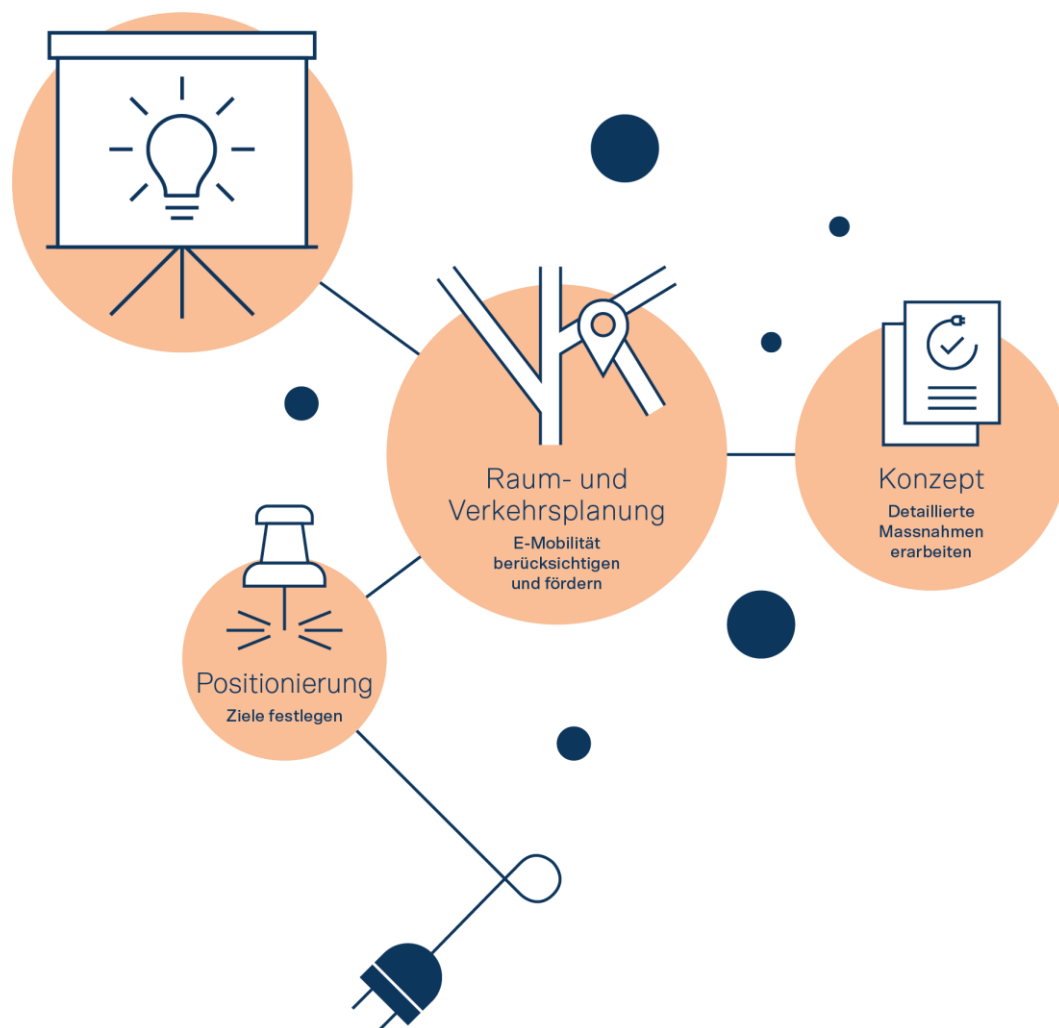 Raum- und
Verkehrsplanung
E-Mobilität
berücksichtigen
und fördern
Konzept
Detaillierte
Massnahmen
erarbeiten
Positionierung
Ziele festlegen